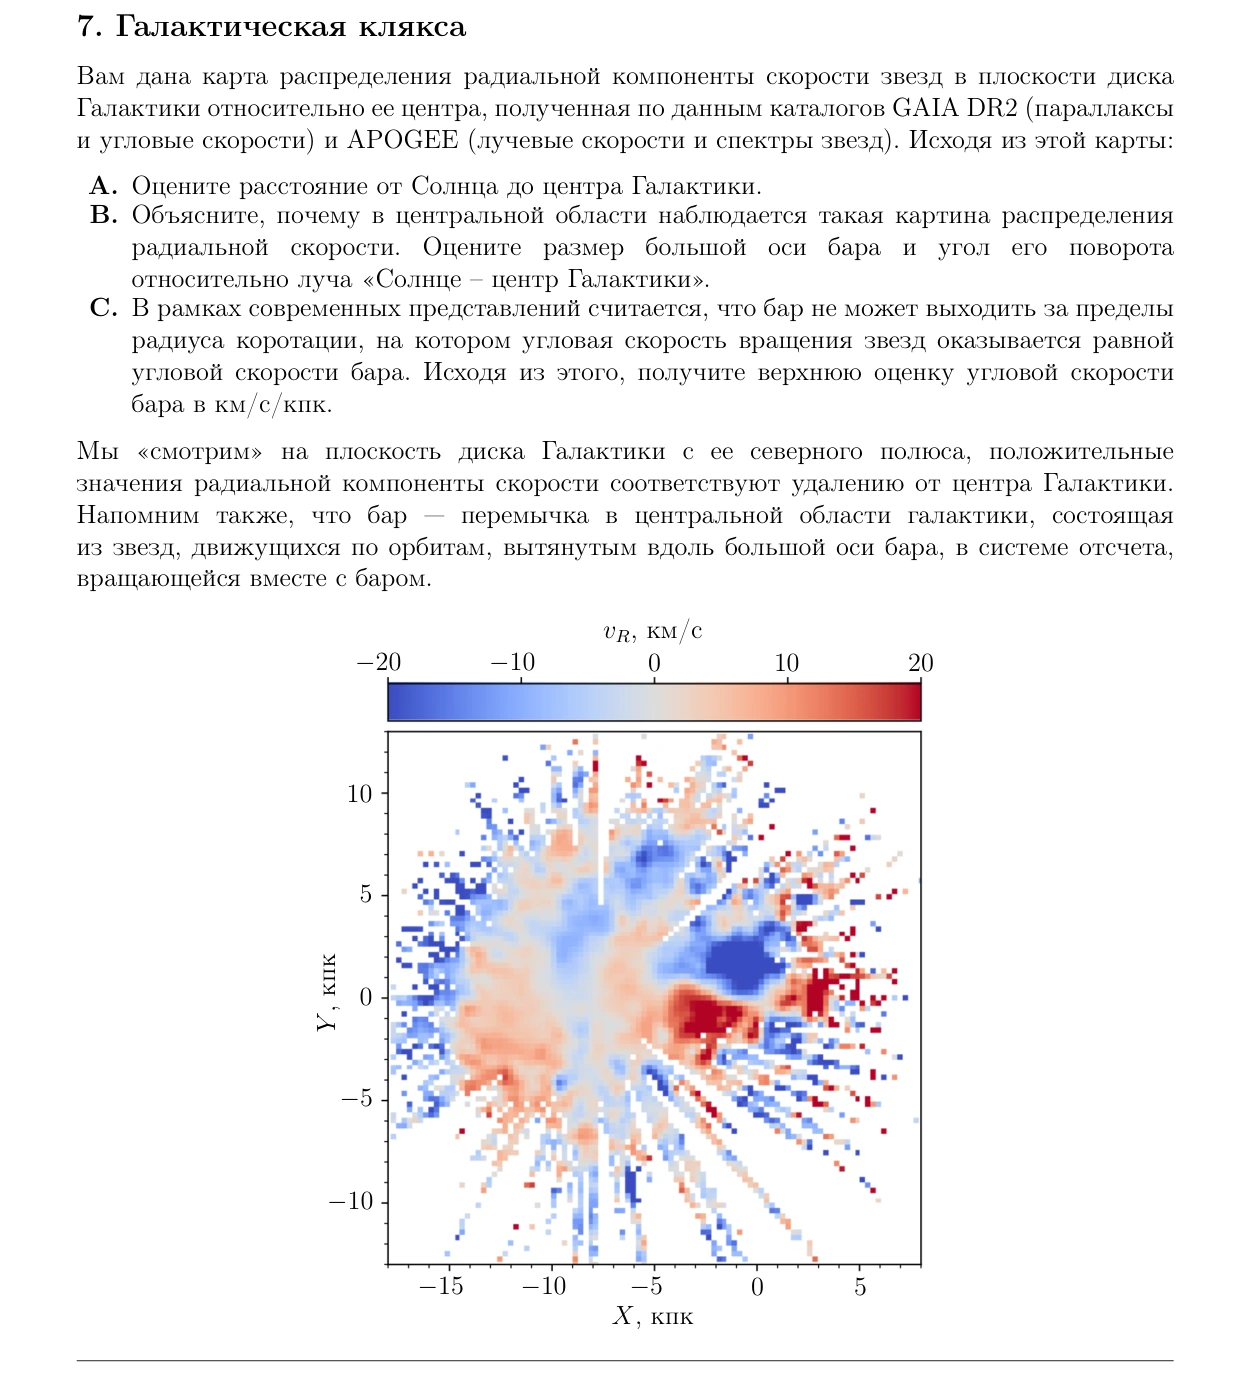 7. Галактическая клякса
Вам дана карта распределения радиальной компоненты скорости звезд в плоскости диска
Галактики относительно ее центра, полученная по данным каталогов GAIA DR2 (параллаксы
и угловые скорости) и APOGEE (лучевые скорости и спектры звезд). Исходя из этой карты:
A. Оцените расстояние от Солнца до центра Галактики.
B. Объясните, почему в центральной области наблюдается такая картина распределения
радиальной скорости. Оцените размер большой оси бара и угол его поворота
относительно луча «Солнце – центр Галактики».
C. В рамках современных представлений считается, что бар не может выходить за пределы
радиуса коротации, на котором угловая скорость вращения звезд оказывается равной
угловой скорости бара. Исходя из этого, получите верхнюю оценку угловой скорости
бара в км/с/кпк.
Мы «смотрим» на плоскость диска Галактики с ее северного полюса, положительные
значения радиальной компоненты скорости соответствуют удалению от центра Галактики.
Напомним также, что бар — перемычка в центральной области галактики, состоящая
из звезд, движущихся по орбитам, вытянутым вдоль большой оси бара, в системе отсчета,
вращающейся вместе с баром.
v_R, км/с
−20 −10 0 10 20
10
5
0
−5
−10
Y, кпк
−15 −10 −5 0 5
X, кпк